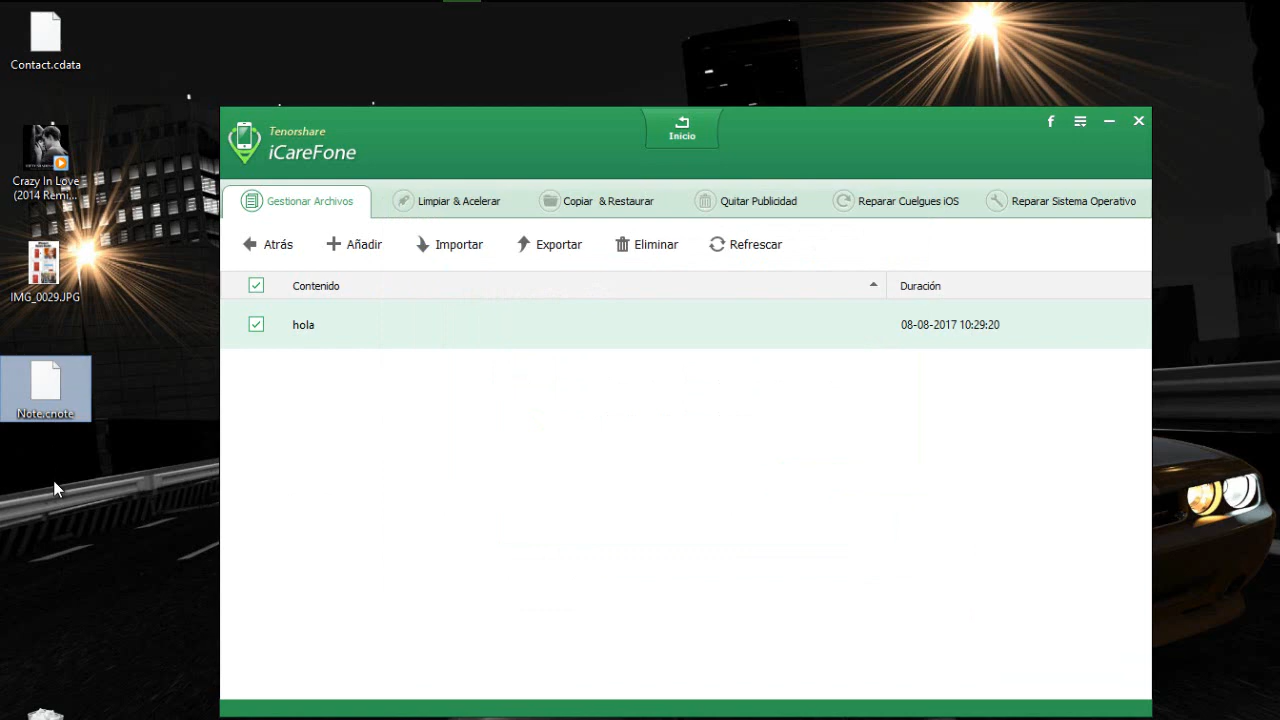 Contact.cdata
Crazy In Love
(2014 Remi...
IMG_0029.JPG
Note.cnote
Tenorshare
iCareFone
Inicio
f
Gestionar Archivos
Limpiar & Acelerar
Copiar & Restaurar
Quitar Publicidad
Reparar Cuelgues iOS
Reparar Sistema Operativo
Atrás
Añadir
Importar
Exportar
Eliminar
Refrescar
Contenido
Duración
hola
08-08-2017 10:29:20